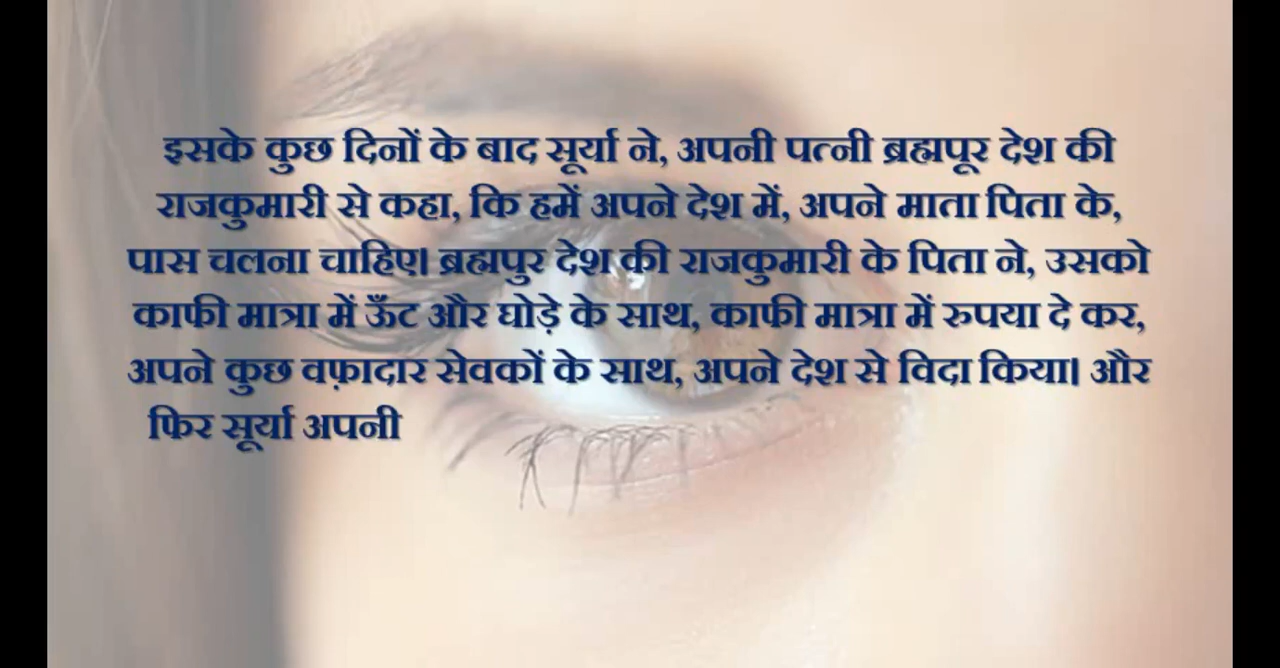 इसके कुछ दिनों के बाद सूर्या ने, अपनी पत्नी ब्रह्मपूर देश की
राजकुमारी से कहा, कि हमें अपने देश में, अपने माता पिता के,
पास चलना चाहिए। ब्रह्मपुर देश की राजकुमारी के पिता ने, उसको
काफी मात्रा में ऊँट और घोड़े के साथ, काफी मात्रा में रुपया दे कर,
अपने कुछ वफ़ादार सेवकों के साथ, अपने देश से विदा किया। और
फिर सूर्या अपनी